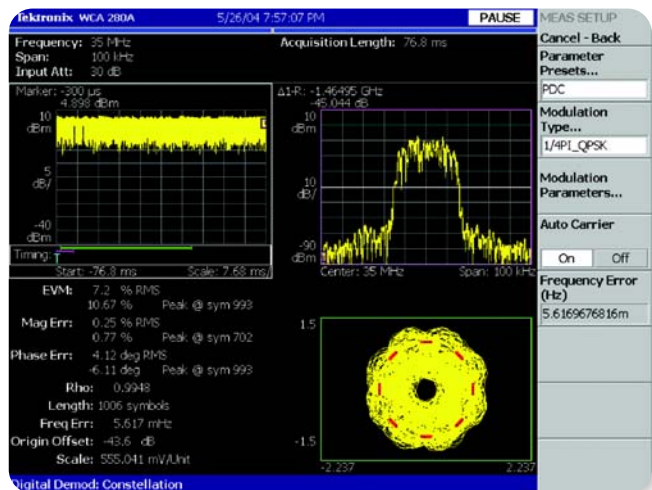 Tektronix WCA 280A 5/26/04 7:57:07 PM PAUSE MEAS SETUP
Cancel - Back
Frequency: 35 MHz Acquisition Length: 76.8 ms
Span: 100 kHz
Input Att: 30 dB
Parameter
Presets...
PDC
Marker: -300 µs
4.898 dBm
Δ1-R: -1.46495 GHz
-45.044 dB
10
dBm
5
dB/
-40
dBm
Timing:
Start: -76.8 ms Scale: 7.68 ms/
10
dBm
10
dB/
-90
dBm
Center: 35 MHz Span: 100 kHz
Modulation
Type...
1/4PI_QPSK
Modulation
Parameters...
Auto Carrier
On Off
Frequency Error
(Hz)
5.6169676816m
EVM: 7.2 % RMS
10.67 % Peak @ sym 993
Mag Err: 0.25 % RMS
0.77 % Peak @ sym 702
Phase Err: 4.12 deg RMS
-6.11 deg Peak @ sym 993
Rho: 0.9948
Length: 1006 symbols
Freq Err: 5.617 mHz
Origin Offset: -43.6 dB
Scale: 555.041 mV/Unit
1.5
-1.5
-2.237 2.237
Digital Demod: Constellation